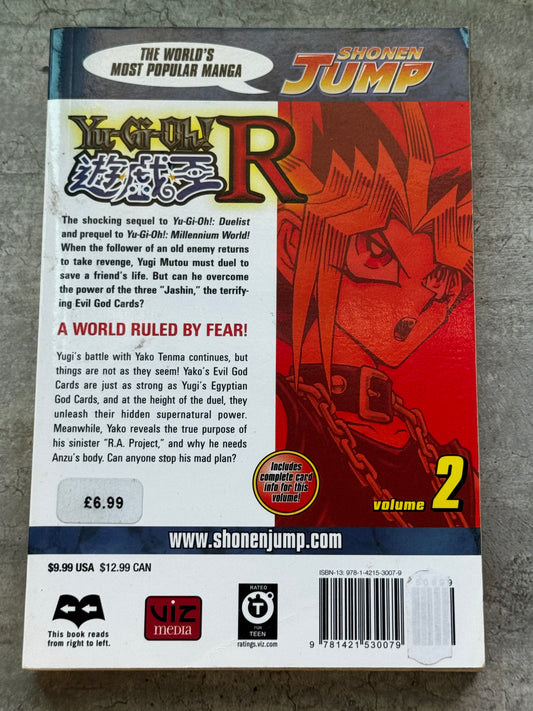 THE WORLD'S
MOST POPULAR MANGA
SHONEN
JUMP
Yu-Gi-Oh!
遊戯王
R
The shocking sequel to Yu-Gi-Oh!: Duelist
and prequel to Yu-Gi-Oh!: Millennium World!
When the follower of an old enemy returns
to take revenge, Yugi Mutou must duel to
save a friend's life. But can he overcome
the power of the three "Jashin," the terrify-
ing Evil God Cards?
A WORLD RULED BY FEAR!
Yugi's battle with Yako Tenma continues, but
things are not as they seem! Yako's Evil God
Cards are just as strong as Yugi's Egyptian
God Cards, and at the height of the duel, they
unleash their hidden supernatural power.
Meanwhile, Yako reveals the true purpose of
his sinister "R.A. Project," and why he needs
Anzu's body. Can anyone stop his mad plan?
Includes
complete card
info for this
volume!
volume 2
£6.99
www.shonenjump.com
$9.99 USA $12.99 CAN
ISBN-13: 978-1-4215-3007-9
This book reads
from right to left.
VIZ
MEDIA
RATED
T
FOR
TEEN
ratings.viz.com
9 781421 530079